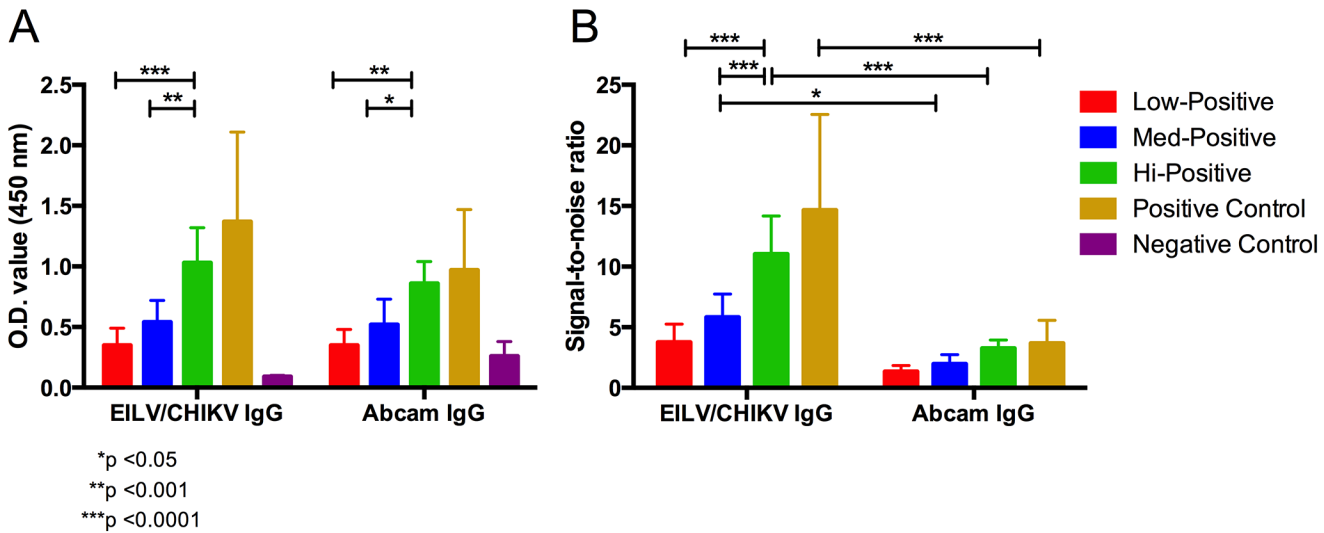 A
B
***
**
**
*
***
***
***
***
*
O.D. value (450 nm)
2.5
2.0
1.5
1.0
0.5
0.0
EILV/CHIKV IgG
Abcam IgG
Signal-to-noise ratio
25
20
15
10
5
0
EILV/CHIKV IgG
Abcam IgG
Low-Positive
Med-Positive
Hi-Positive
Positive Control
Negative Control
*p <0.05
**p <0.001
***p <0.0001